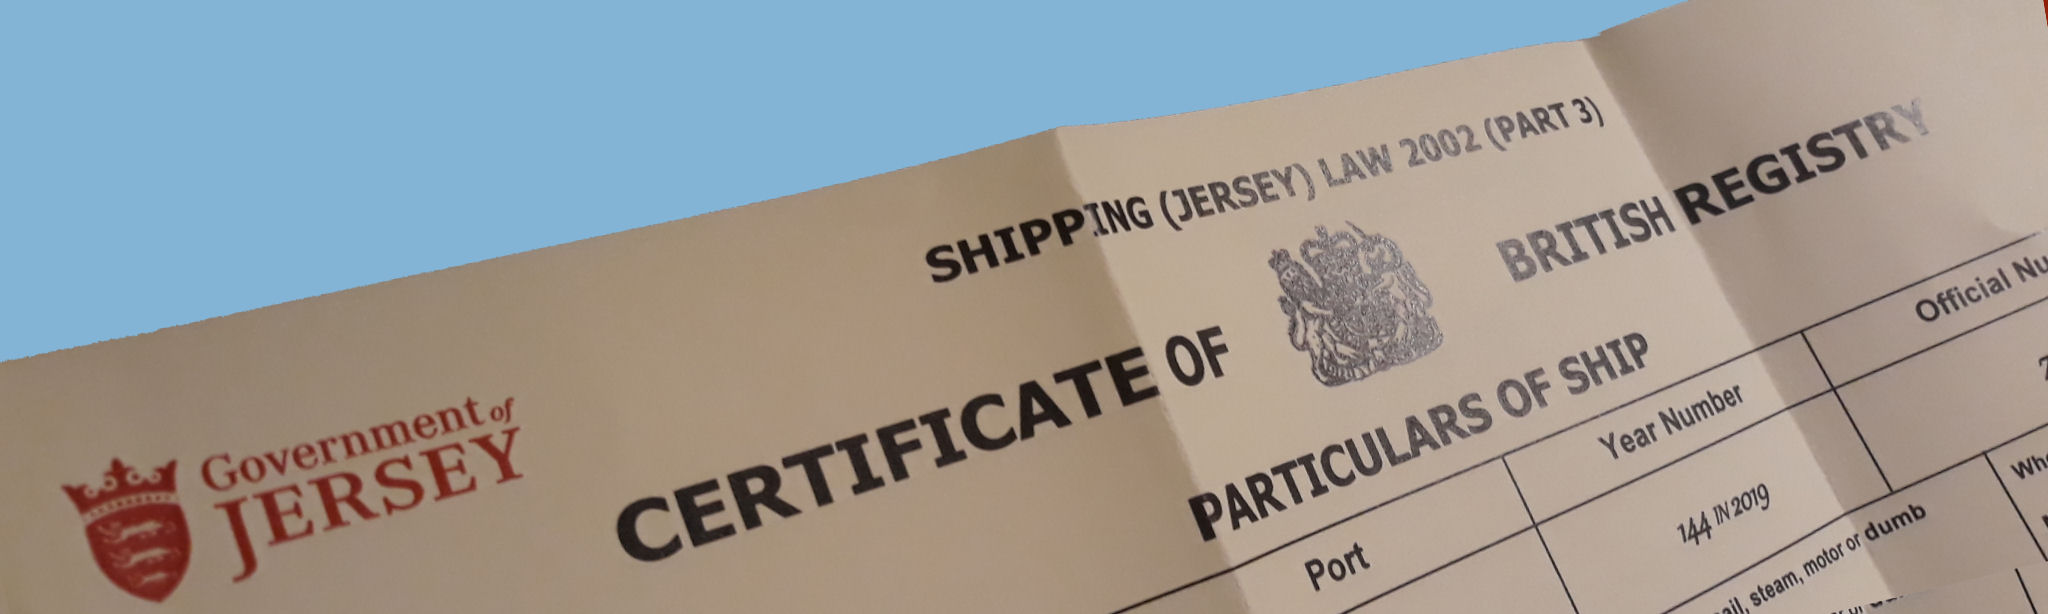 SHIPPING (JERSEY) LAW 2002 (PART 3)
Government of
JERSEY
CERTIFICATE OF BRITISH REGISTRY
PARTICULARS OF SHIP
Port Year Number Official
144 IN 2019
steam, motor or dumb